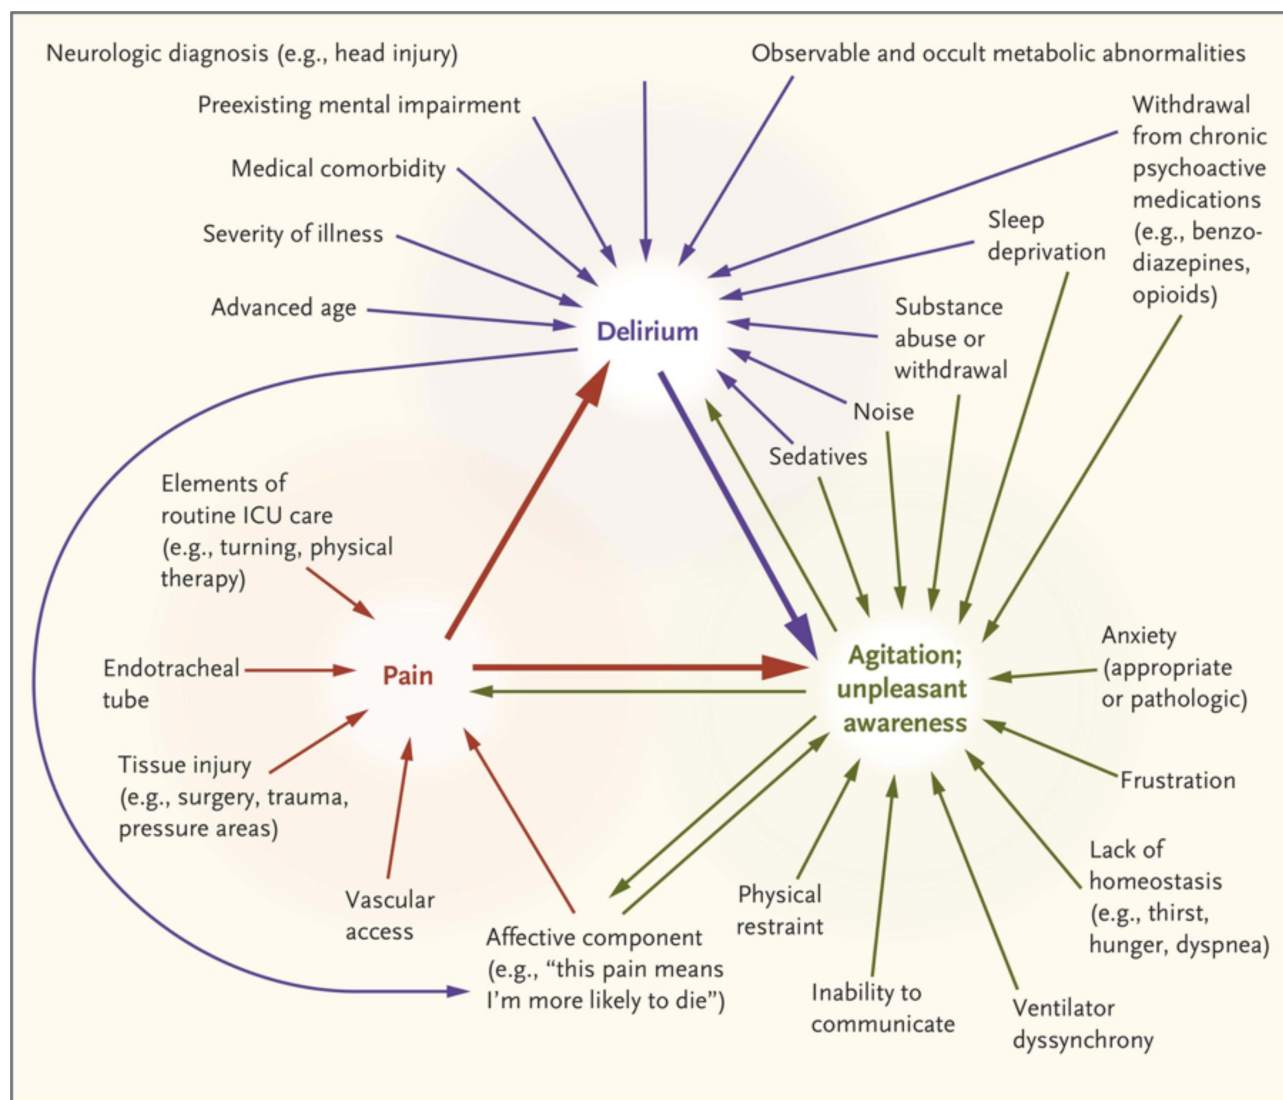 Neurologic diagnosis (e.g., head injury)
Observable and occult metabolic abnormalities
Preexisting mental impairment
Withdrawal
from chronic
psychoactive
medications
(e.g., benzo-
diazepines,
opioids)
Medical comorbidity
Severity of illness
Sleep
deprivation
Advanced age
Substance
abuse or
withdrawal
Delirium
Noise
Sedatives
Elements of
routine ICU care
(e.g., turning, physical
therapy)
Endotracheal
tube
Pain
Agitation;
unpleasant
awareness
Anxiety
(appropriate
or pathologic)
Tissue injury
(e.g., surgery, trauma,
pressure areas)
Frustration
Vascular
access
Affective component
(e.g., “this pain means
I’m more likely to die”)
Physical
restraint
Lack of
homeostasis
(e.g., thirst,
hunger, dyspnea)
Inability to
communicate
Ventilator
dyssynchrony